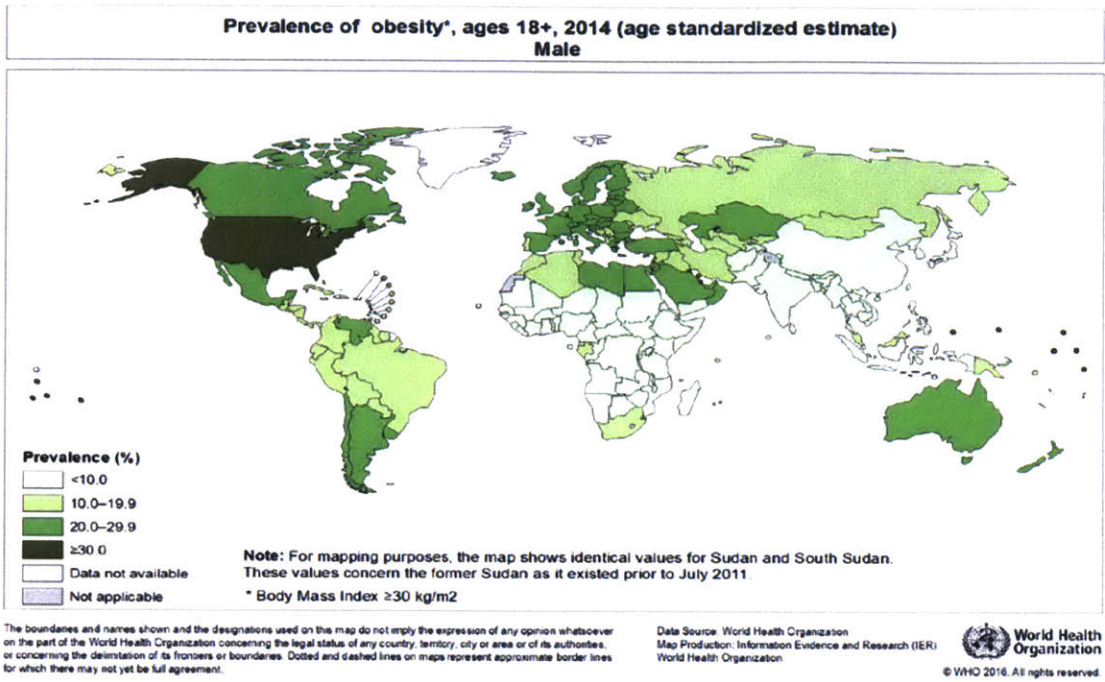 Prevalence of obesity*, ages 18+, 2014 (age standardized estimate)
Male
Prevalence (%)
<10.0
10.0–19.9
20.0–29.9
≥30.0
Data not available
Not applicable
Note: For mapping purposes, the map shows identical values for Sudan and South Sudan.
These values concern the former Sudan as it existed prior to July 2011.
* Body Mass Index ≥30 kg/m2
The boundaries and names shown and the designations used on this map do not imply the expression of any opinion whatsoever
on the part of the World Health Organization concerning the legal status of any country, territory, city or area or of its authorities,
or concerning the delimitation of its frontiers or boundaries. Dotted and dashed lines on maps represent approximate border lines
for which there may not yet be full agreement.
Data Source: World Health Organization
Map Production: Information Evidence and Research (IER)
World Health Organization
World Health
Organization
© WHO 2016. All rights reserved.